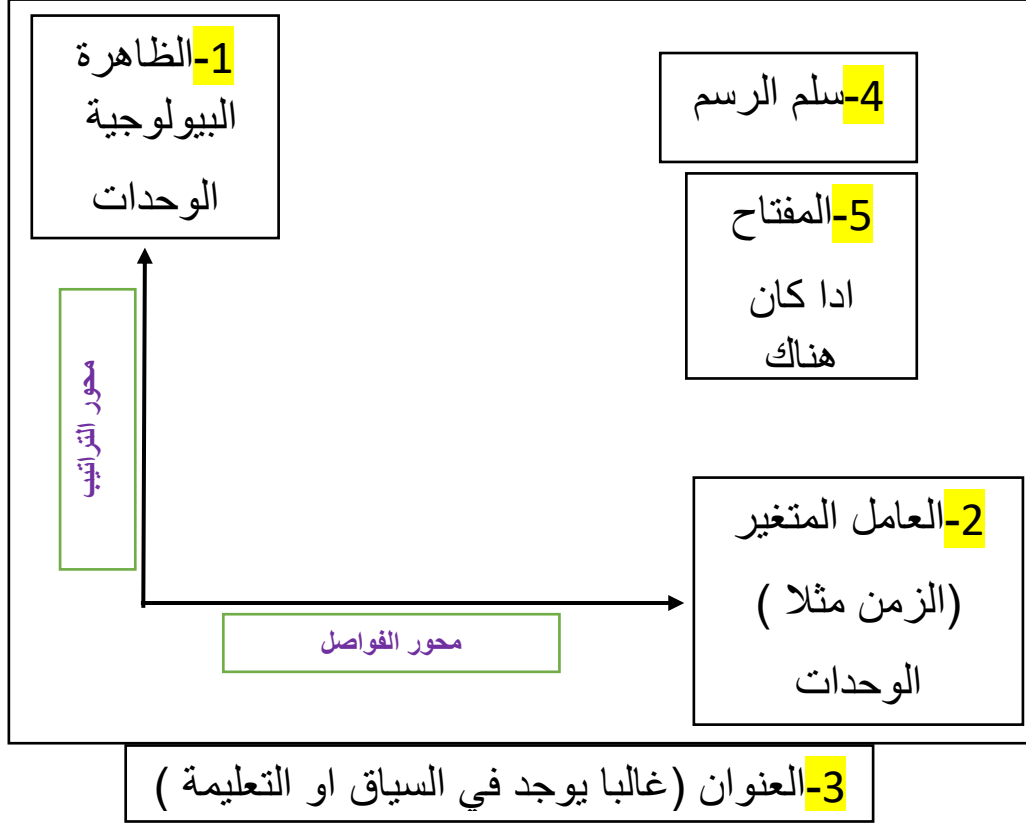 1-الظاهرة
البيولوجية
الوحدات
4-سلم الرسم
5-المفتاح
ادا كان
هناك
محور التراتيب
2-العامل المتغير
(الزمن مثلا )
الوحدات
محور الفواصل
3-العنوان (غالبا يوجد في السياق او التعليمة )